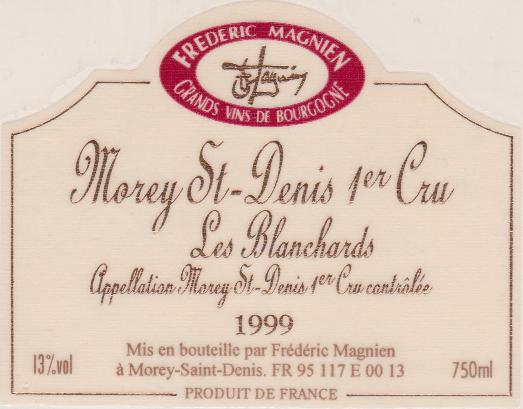 FREDERIC MAGNIEN
GRANDS VINS DE BOURGOGNE
Morey St-Denis 1er Cru
Les Blanchards
Appellation Morey St-Denis 1er Cru contrôlée
1999
Mis en bouteille par Frédéric Magnien
13%vol
à Morey-Saint-Denis. FR 95 117 E 00 13
750ml
PRODUIT DE FRANCE